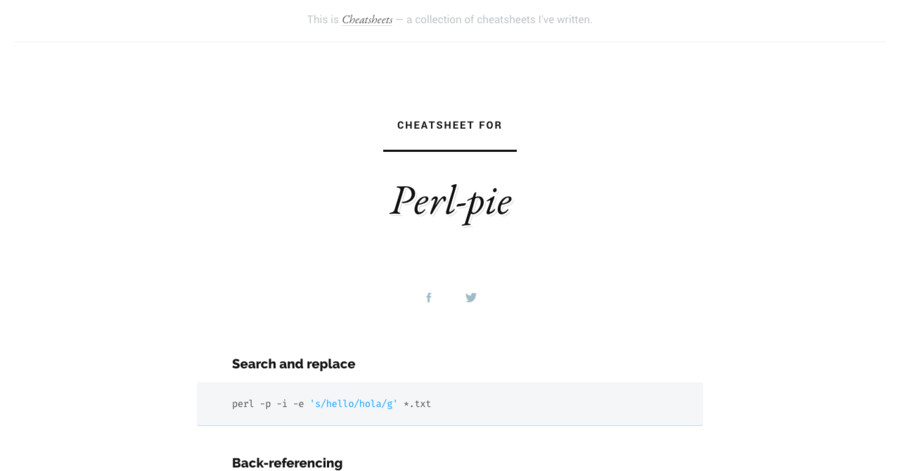 This is Cheatsheets — a collection of cheatsheets I've written.
CHEATSHEET FOR
Perl-pie
Search and replace
perl -p -i -e 's/hello/hola/g' *.txt
Back-referencing